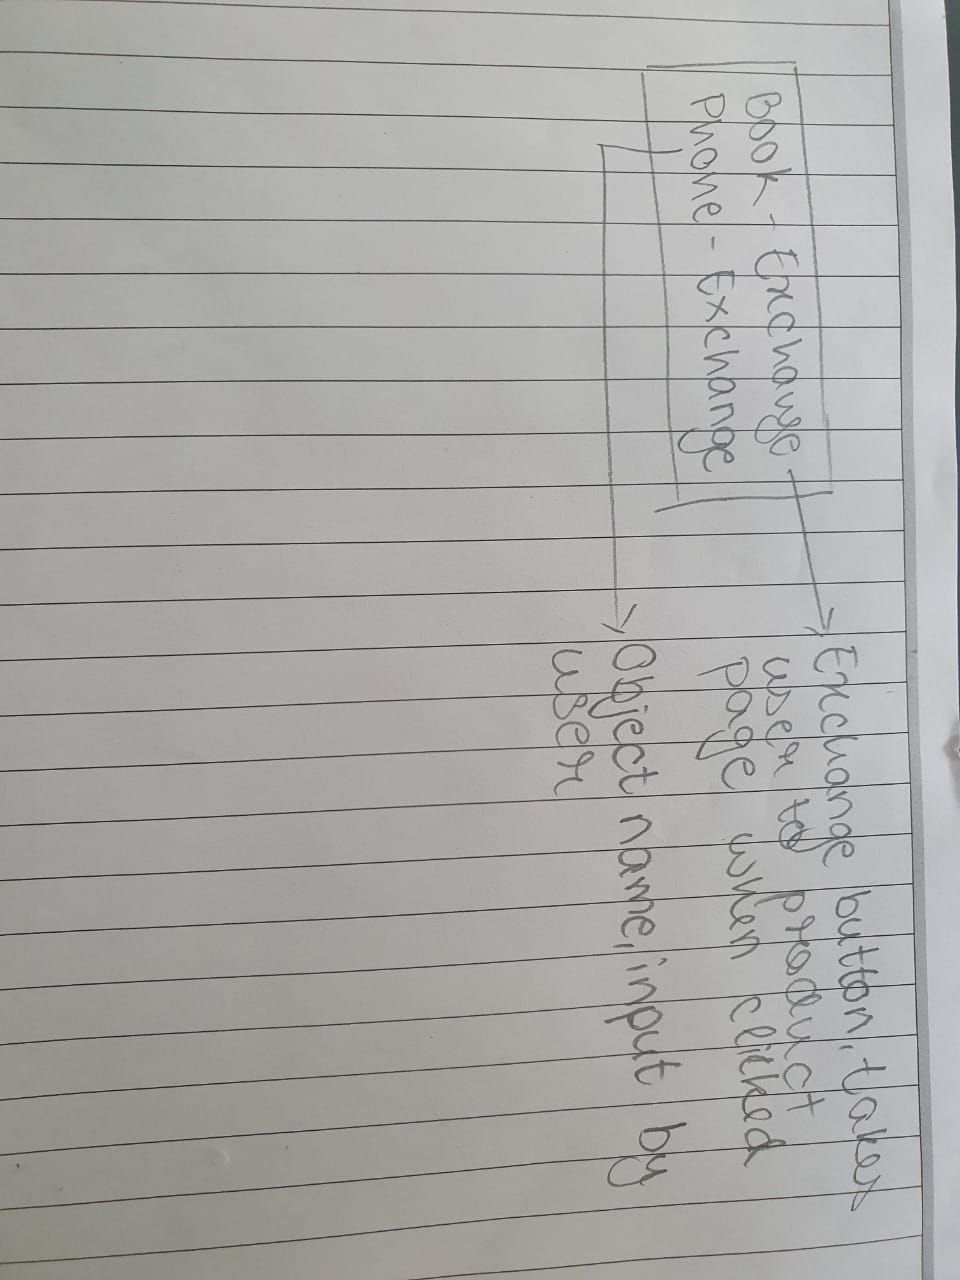 Book - Exchange
Phone - Exchange
Exchange button, takes
user to product
page when clicked
Object name, input by
user